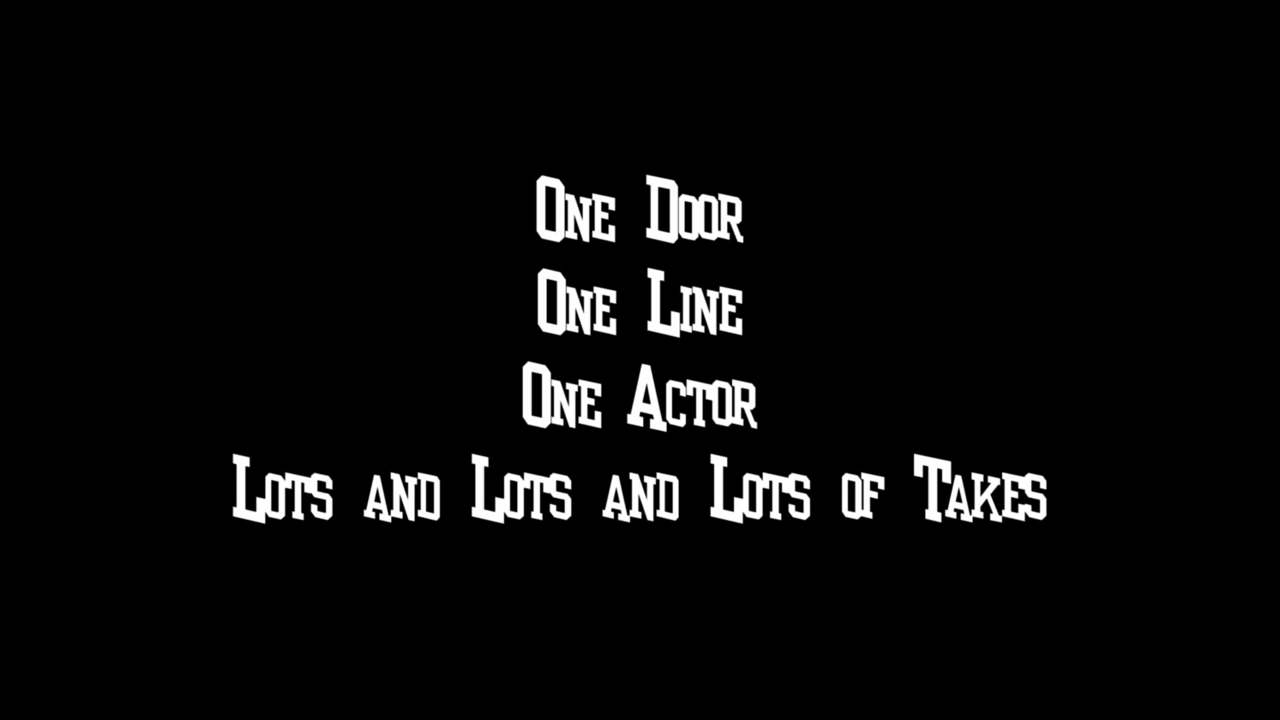 One Door
One Line
One Actor
Lots and Lots and Lots of Takes